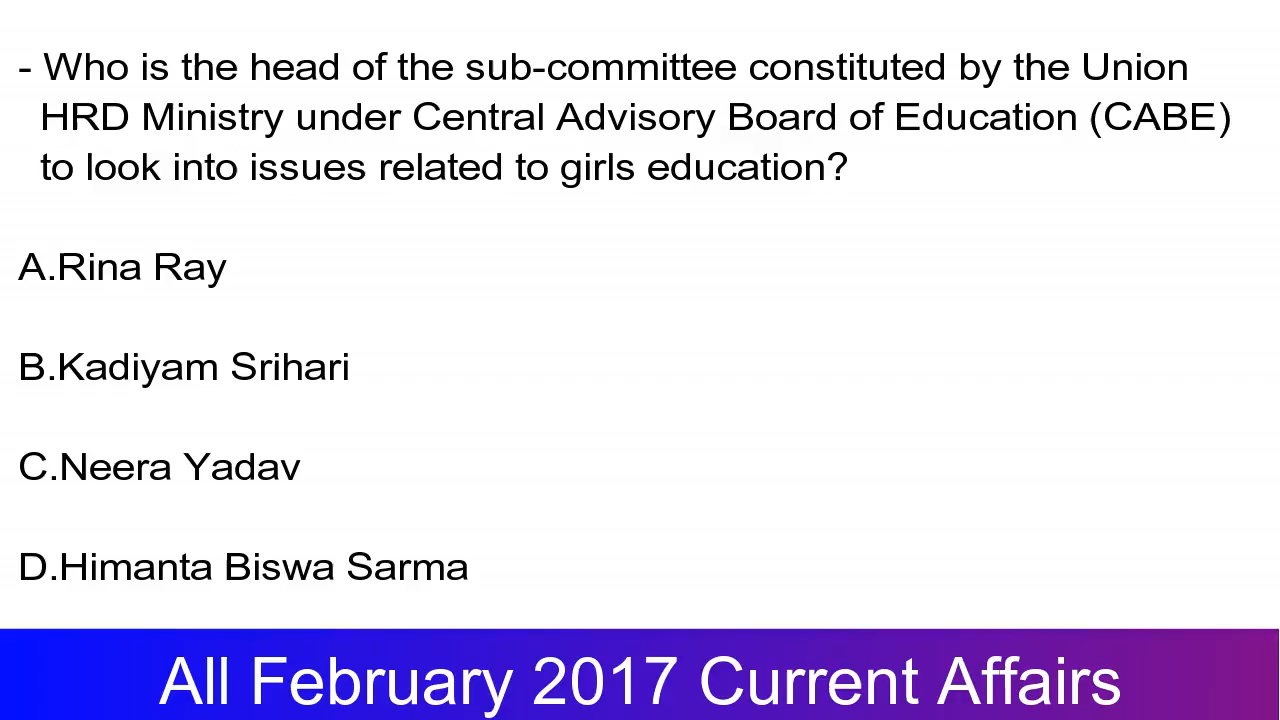 - Who is the head of the sub-committee constituted by the Union
HRD Ministry under Central Advisory Board of Education (CABE)
to look into issues related to girls education?
A.Rina Ray
B.Kadiyam Srihari
C.Neera Yadav
D.Himanta Biswa Sarma
All February 2017 Current Affairs